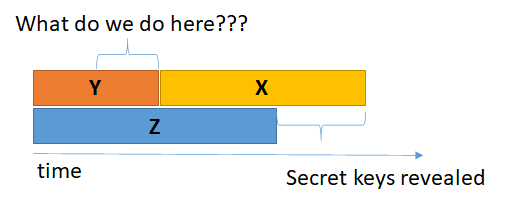 What do we do here???
Y
X
Z
time
Secret keys revealed